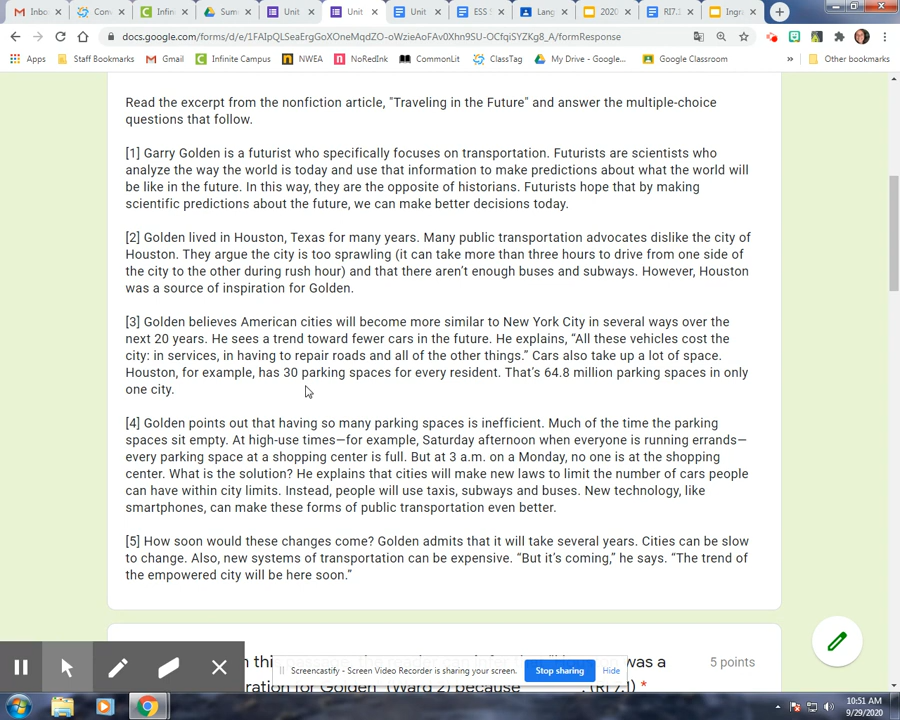 Inbo
Con
Infin
Sum
Unit
Unit
Unit
ESS
Lang
2020
RI7.1
Ingr
docs.google.com/forms/d/e/1FAIpQLSeaErgGoXOneMqdZO-oWzieAoFAv0Xhn9SU-OCfqiSYZKg8_A/formResponse
Apps Staff Bookmarks Gmail Infinite Campus NWEA NoRedInk CommonLit ClassTag My Drive - Google... Google Classroom » Other bookmarks
Read the excerpt from the nonfiction article, "Traveling in the Future" and answer the multiple-choice
questions that follow.
[1] Garry Golden is a futurist who specifically focuses on transportation. Futurists are scientists who
analyze the way the world is today and use that information to make predictions about what the world will
be like in the future. In this way, they are the opposite of historians. Futurists hope that by making
scientific predictions about the future, we can make better decisions today.
[2] Golden lived in Houston, Texas for many years. Many public transportation advocates dislike the city of
Houston. They argue the city is too sprawling (it can take more than three hours to drive from one side of
the city to the other during rush hour) and that there aren’t enough buses and subways. However, Houston
was a source of inspiration for Golden.
[3] Golden believes American cities will become more similar to New York City in several ways over the
next 20 years. He sees a trend toward fewer cars in the future. He explains, “All these vehicles cost the
city: in services, in having to repair roads and all of the other things.” Cars also take up a lot of space.
Houston, for example, has 30 parking spaces for every resident. That’s 64.8 million parking spaces in only
one city.
[4] Golden points out that having so many parking spaces is inefficient. Much of the time the parking
spaces sit empty. At high-use times—for example, Saturday afternoon when everyone is running errands—
every parking space at a shopping center is full. But at 3 a.m. on a Monday, no one is at the shopping
center. What is the solution? He explains that cities will make new laws to limit the number of cars people
can have within city limits. Instead, people will use taxis, subways and buses. New technology, like
smartphones, can make these forms of public transportation even better.
[5] How soon would these changes come? Golden admits that it will take several years. Cities can be slow
to change. Also, new systems of transportation can be expensive. “But it’s coming,” he says. “The trend of
the empowered city will be here soon.”
5 points
was a
Screencastify - Screen Video Recorder is sharing your screen. Stop sharing Hide
ration for Golden" (Ward 2) because (RI7.1) *
10:51 AM
9/29/2020